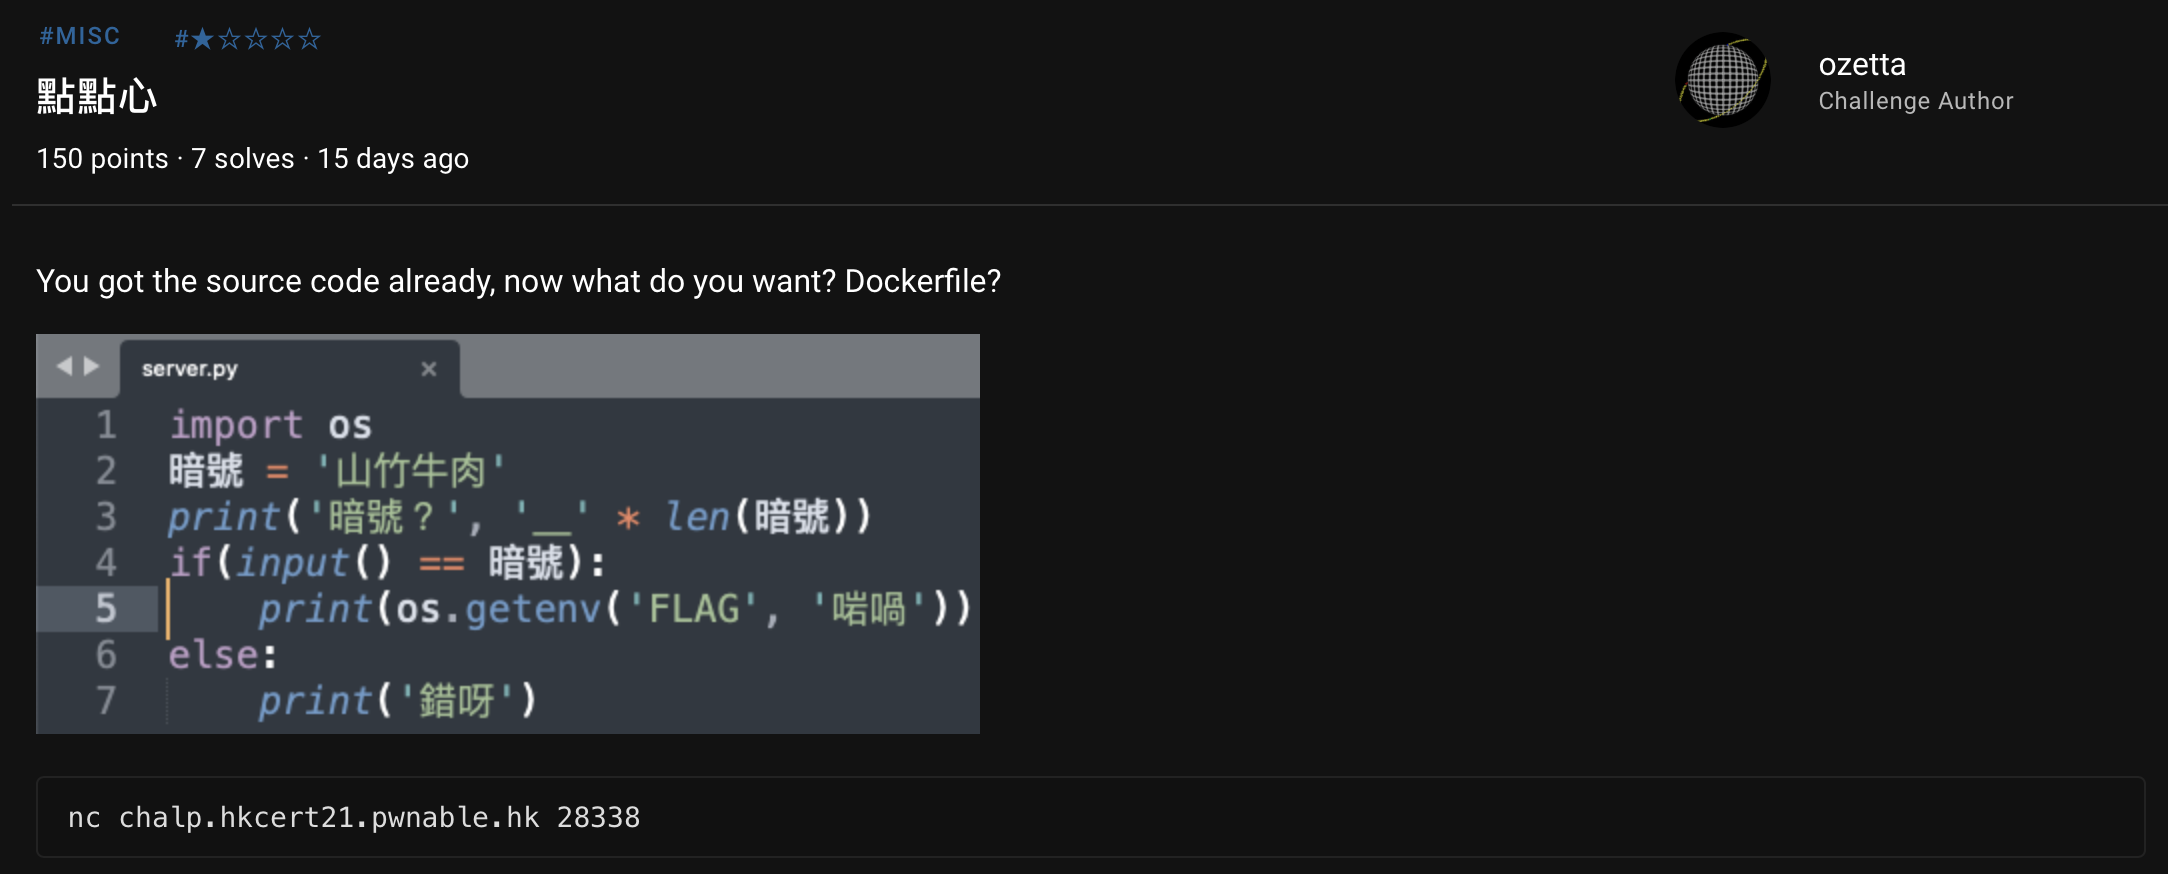 #MISC #★☆☆☆☆
點點心
150 points · 7 solves · 15 days ago
ozetta
Challenge Author
You got the source code already, now what do you want? Dockerfile?
server.py
1 import os
2 暗號 = '山竹牛肉'
3 print('暗號？', '__' * len(暗號))
4 if(input() == 暗號):
5     print(os.getenv('FLAG', '啱喎'))
6 else:
7     print('錯呀')
nc chalp.hkcert21.pwnable.hk 28338